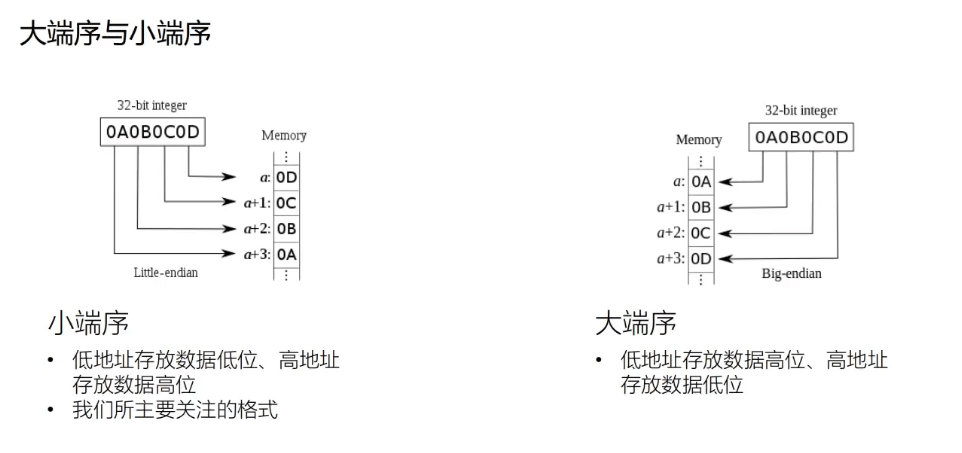 大端序与小端序
32-bit integer
0A0B0C0D
Memory
a: 0D
a+1: 0C
a+2: 0B
a+3: 0A
Little-endian
小端序
• 低地址存放数据低位、高地址
存放数据高位
• 我们所主要关注的格式
32-bit integer
0A0B0C0D
Memory
a: 0A
a+1: 0B
a+2: 0C
a+3: 0D
Big-endian
大端序
• 低地址存放数据高位、高地址
存放数据低位